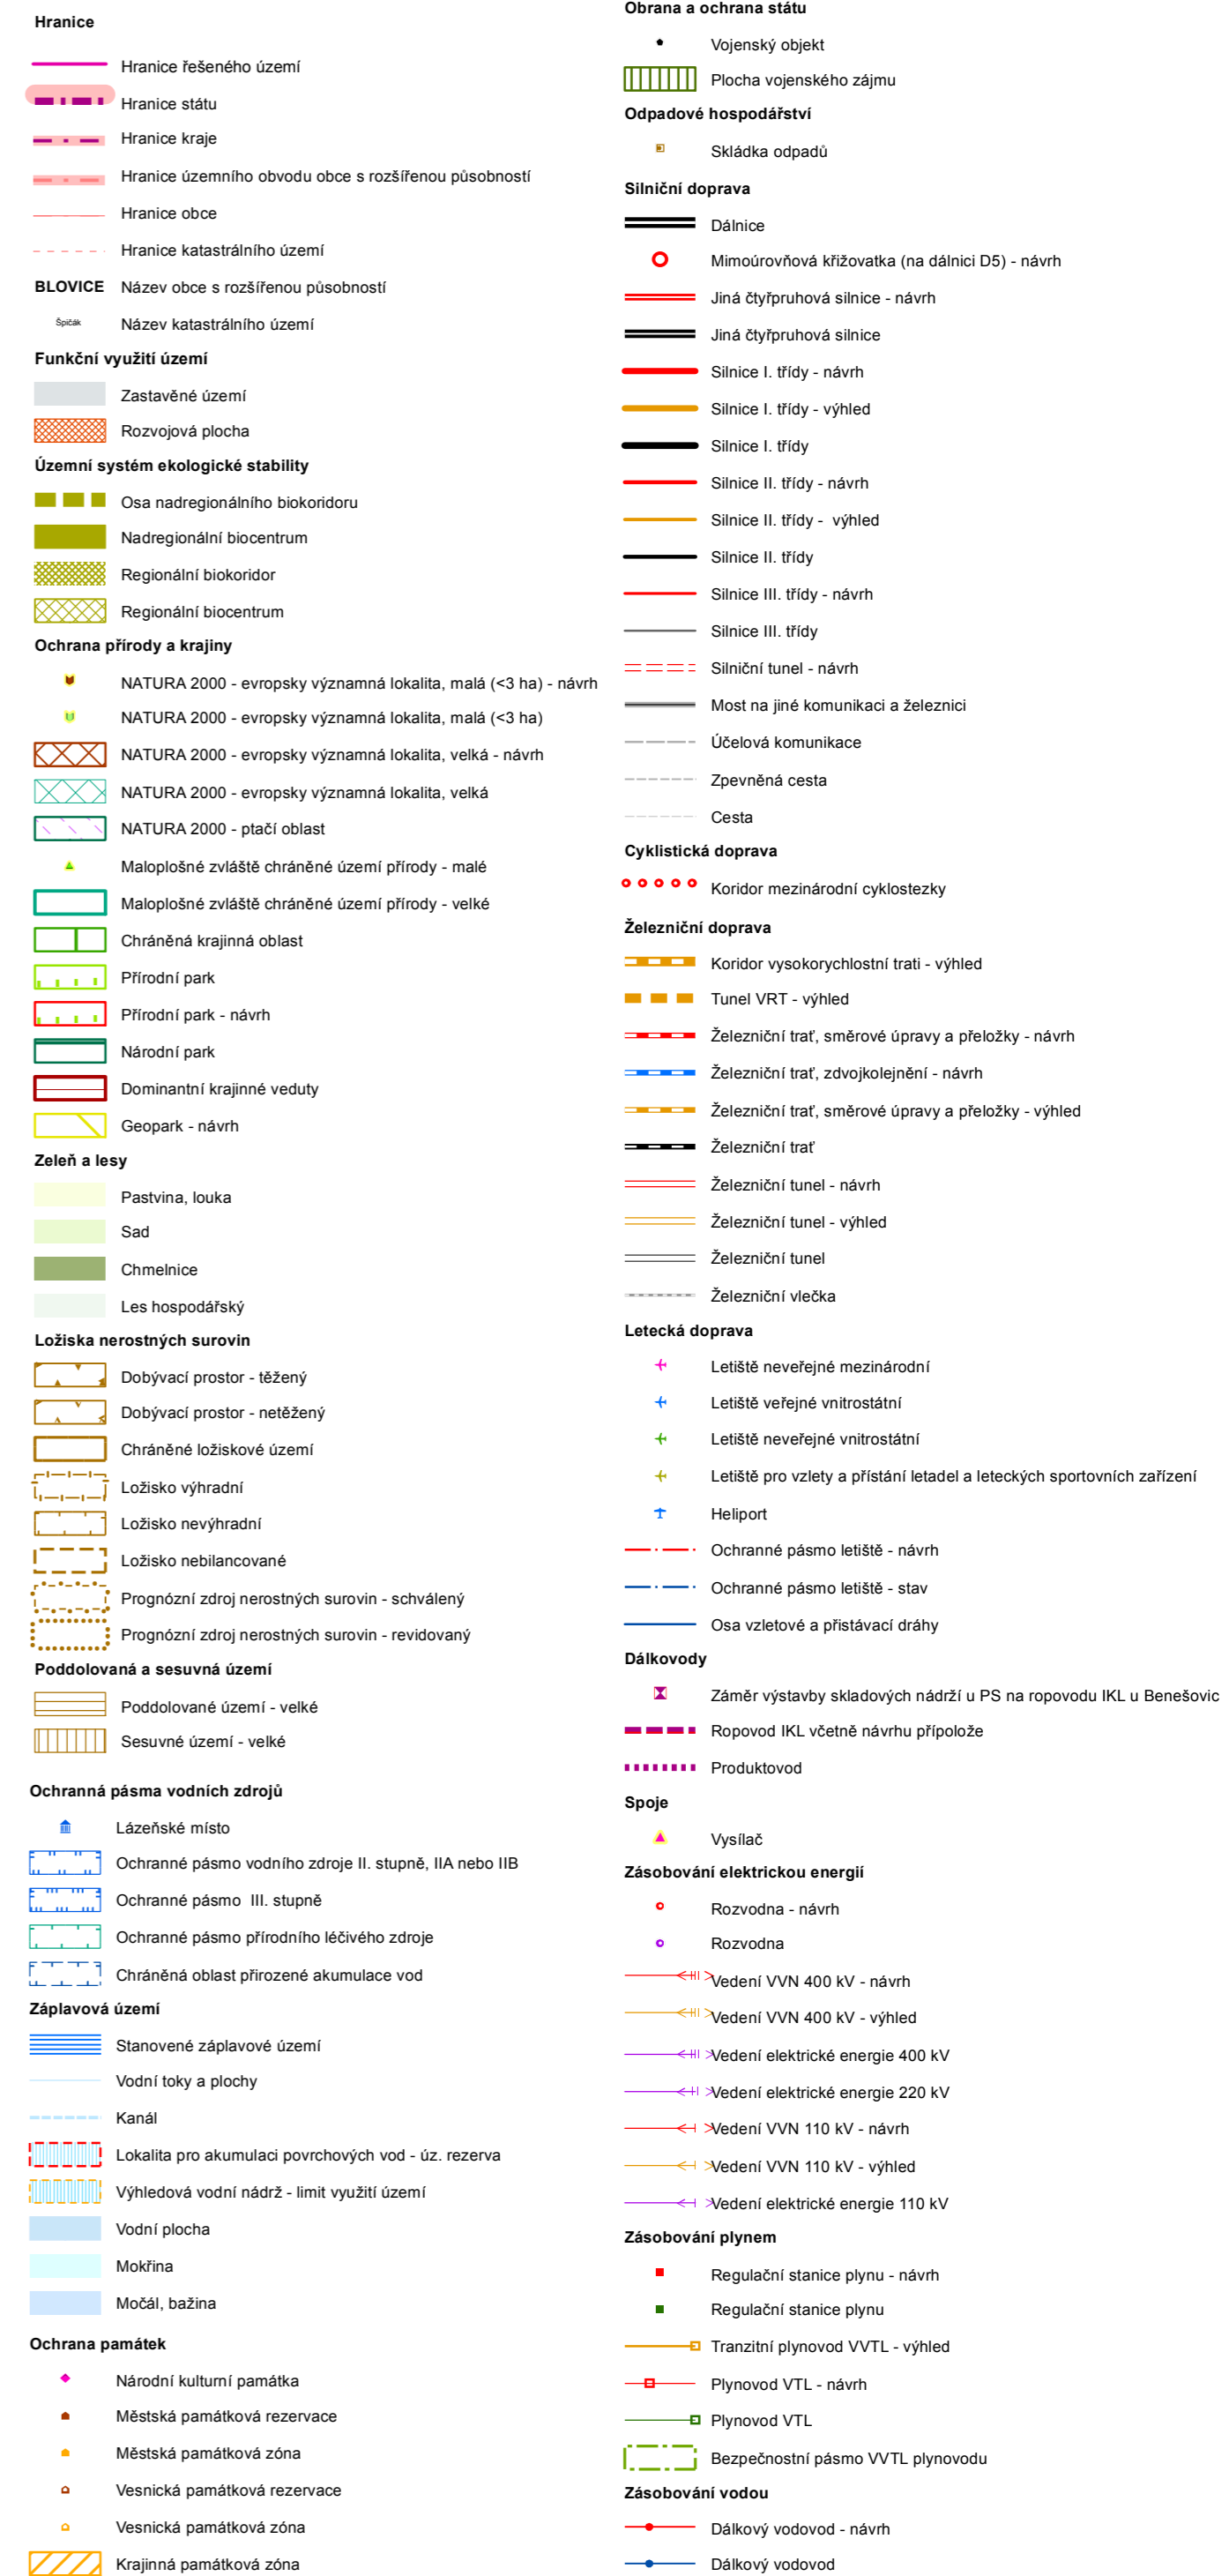 Hranice
Hranice řešeného území
Hranice státu
Hranice kraje
Hranice územního obvodu obce s rozšířenou působností
Hranice obce
Hranice katastrálního území
BLOVICE Název obce s rozšířenou působností
Špičák Název katastrálního území
Funkční využití území
Zastavěné území
Rozvojová plocha
Územní systém ekologické stability
Osa nadregionálního biokoridoru
Nadregionální biocentrum
Regionální biokoridor
Regionální biocentrum
Ochrana přírody a krajiny
NATURA 2000 - evropsky významná lokalita, malá (<3 ha) - návrh
NATURA 2000 - evropsky významná lokalita, malá (<3 ha)
NATURA 2000 - evropsky významná lokalita, velká - návrh
NATURA 2000 - evropsky významná lokalita, velká
NATURA 2000 - ptačí oblast
Maloplošné zvláště chráněné území přírody - malé
Maloplošné zvláště chráněné území přírody - velké
Chráněná krajinná oblast
Přírodní park
Přírodní park - návrh
Národní park
Dominantní krajinné veduty
Geopark - návrh
Zeleň a lesy
Pastvina, louka
Sad
Chmelnice
Les hospodářský
Ložiska nerostných surovin
Dobývací prostor - těžený
Dobývací prostor - netěžený
Chráněné ložiskové území
Ložisko výhradní
Ložisko nevýhradní
Ložisko nebilancované
Prognózní zdroj nerostných surovin - schválený
Prognózní zdroj nerostných surovin - revidovaný
Poddolovaná a sesuvná území
Poddolované území - velké
Sesuvné území - velké
Ochranná pásma vodních zdrojů
Lázeňské místo
Ochranné pásmo vodního zdroje II. stupně, IIA nebo IIB
Ochranné pásmo III. stupně
Ochranné pásmo přírodního léčivého zdroje
Chráněná oblast přirozené akumulace vod
Záplavová území
Stanovené záplavové území
Vodní toky a plochy
Kanál
Lokalita pro akumulaci povrchových vod - úz. rezerva
Výhledová vodní nádrž - limit využití území
Vodní plocha
Mokřina
Močál, bažina
Ochrana památek
Národní kulturní památka
Městská památková rezervace
Městská památková zóna
Vesnická památková rezervace
Vesnická památková zóna
Krajinná památková zóna
Obrana a ochrana státu
Vojenský objekt
Plocha vojenského zájmu
Odpadové hospodářství
Skládka odpadů
Silniční doprava
Dálnice
Mimoúrovňová křižovatka (na dálnici D5) - návrh
Jiná čtyřpruhová silnice - návrh
Jiná čtyřpruhová silnice
Silnice I. třídy - návrh
Silnice I. třídy - výhled
Silnice I. třídy
Silnice II. třídy - návrh
Silnice II. třídy - výhled
Silnice II. třídy
Silnice III. třídy - návrh
Silnice III. třídy
Silniční tunel - návrh
Most na jiné komunikaci a železnici
Účelová komunikace
Zpevněná cesta
Cesta
Cyklistická doprava
Koridor mezinárodní cyklostezky
Železniční doprava
Koridor vysokorychlostní trati - výhled
Tunel VRT - výhled
Železniční trať, směrové úpravy a přeložky - návrh
Železniční trať, zdvojkolejnění - návrh
Železniční trať, směrové úpravy a přeložky - výhled
Železniční trať
Železniční tunel - návrh
Železniční tunel - výhled
Železniční tunel
Železniční vlečka
Letecká doprava
Letiště neveřejné mezinárodní
Letiště veřejné vnitrostátní
Letiště neveřejné vnitrostátní
Letiště pro vzlety a přístání letadel a leteckých sportovních zařízení
Heliport
Ochranné pásmo letiště - návrh
Ochranné pásmo letiště - stav
Osa vzletové a přistávací dráhy
Dálkovody
Záměr výstavby skladových nádrží u PS na ropovodu IKL u Benešovic
Ropovod IKL včetně návrhu přípolože
Produktovod
Spoje
Vysílač
Zásobování elektrickou energií
Rozvodna - návrh
Rozvodna
Vedení VVN 400 kV - návrh
Vedení VVN 400 kV - výhled
Vedení elektrické energie 400 kV
Vedení elektrické energie 220 kV
Vedení VVN 110 kV - návrh
Vedení VVN 110 kV - výhled
Vedení elektrické energie 110 kV
Zásobování plynem
Regulační stanice plynu - návrh
Regulační stanice plynu
Tranzitní plynovod VVTL - výhled
Plynovod VTL - návrh
Plynovod VTL
Bezpečnostní pásmo VVTL plynovodu
Zásobování vodou
Dálkový vodovod - návrh
Dálkový vodovod